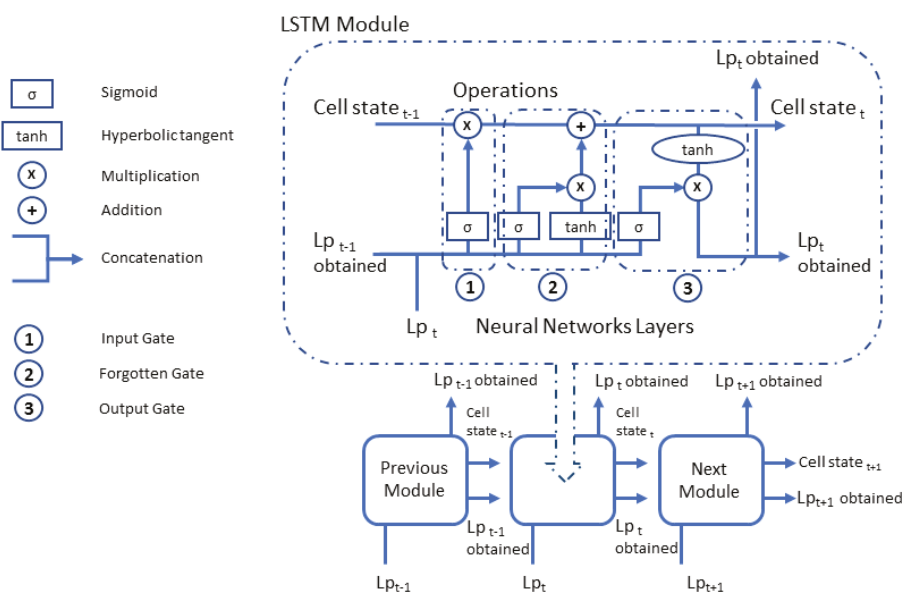 LSTM Module
σ Sigmoid
tanh Hyperbolic tangent
x Multiplication
+ Addition
Concatenation
1 Input Gate
2 Forgotten Gate
3 Output Gate
Lpt obtained
Operations
Cell state t-1
Cell state t
x
+
tanh
x
x
σ
σ
tanh
σ
Lp t-1
obtained
Lpt
obtained
1
2
3
Lp t
Neural Networks Layers
Lp t-1 obtained
Lp t obtained
Lp t+1 obtained
Cell
state t-1
Cell
state t
Previous
Module
Next
Module
Cell state t+1
Lpt+1 obtained
Lp t-1
obtained
Lp t
obtained
Lpt-1
Lpt
Lpt+1